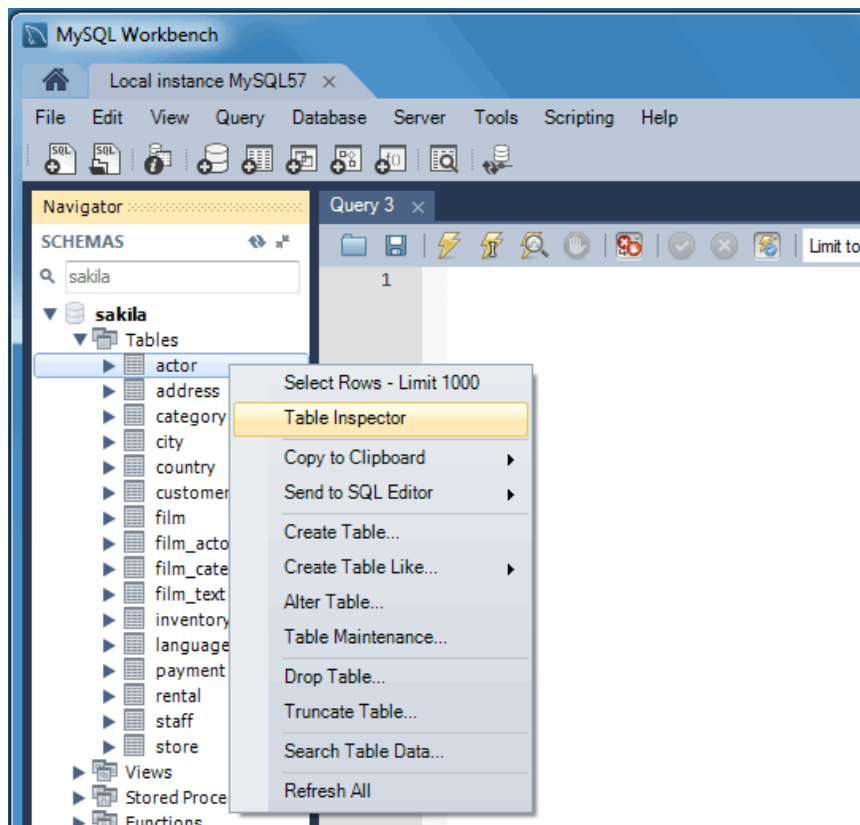 MySQL Workbench
Local instance MySQL57
File Edit View Query Database Server Tools Scripting Help
SQL SQL
Navigator
Query 3
SCHEMAS
Limit to
sakila
1
sakila
Tables
actor
address
category
city
country
customer
film
film_acto
film_cate
film_text
inventory
language
payment
rental
staff
store
Views
Stored Proce
Functions
Select Rows - Limit 1000
Table Inspector
Copy to Clipboard
Send to SQL Editor
Create Table...
Create Table Like...
Alter Table...
Table Maintenance...
Drop Table...
Truncate Table...
Search Table Data...
Refresh All